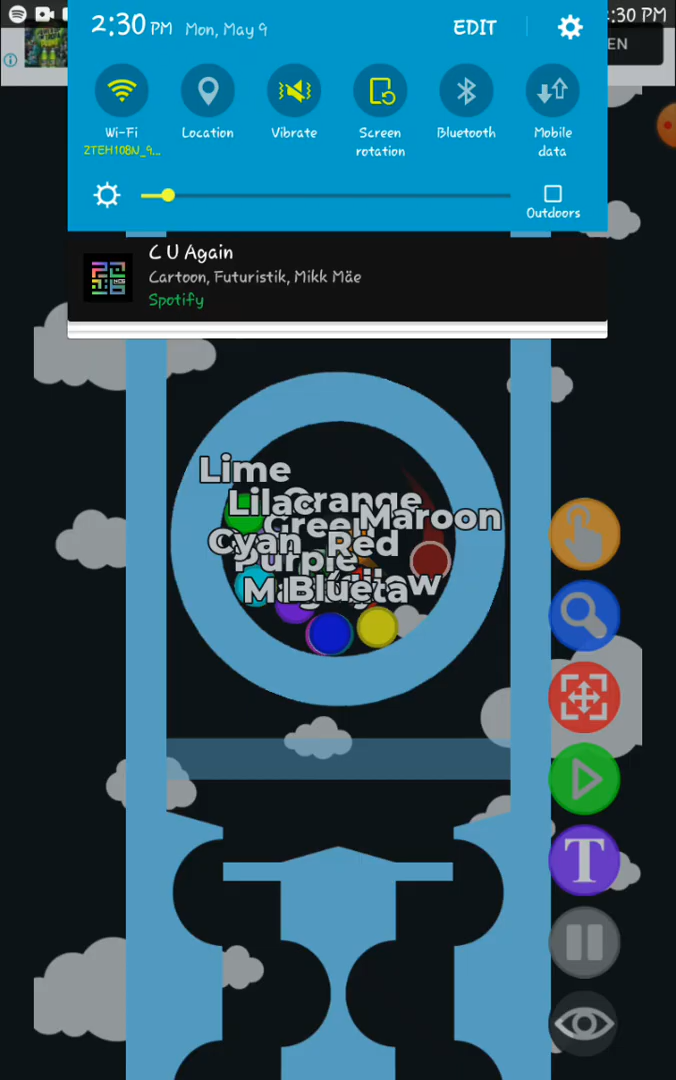 2:30 PM Mon, May 9 EDIT :30 PM
EN
Wi-Fi Location Vibrate Screen rotation Bluetooth Mobile data
ZTEH108N_9...
Outdoors
C U Again
Cartoon, Futuristik, Mikk Mäe
Spotify
Lime
Lilac
Maroon
Cyan Red
Purple
Blue
T